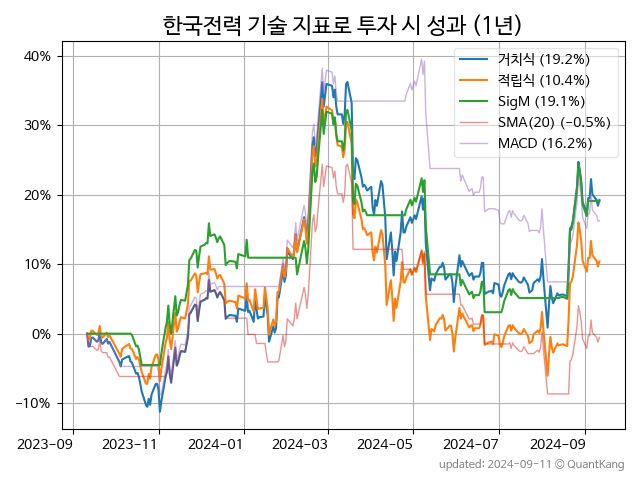 한국전력 기술 지표로 투자 시 성과 (1년)
40%
30%
20%
10%
0%
−10%
거치식 (19.2%)
적립식 (10.4%)
SigM (19.1%)
SMA(20) (−0.5%)
MACD (16.2%)
2023-09
2023-11
2024-01
2024-03
2024-05
2024-07
2024-09
updated: 2024-09-11 © QuantKang